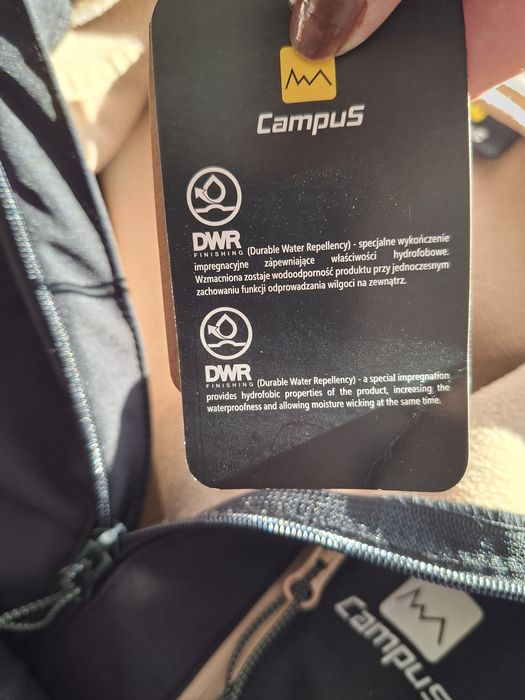 Campus
DWR
FINISHING (Durable Water Repellency) - specjalne wykończenie
impregnacyjne zapewniające właściwości hydrofobowe.
Wzmacniona zostaje wodoodporność produktu przy jednoczesnym
zachowaniu funkcji odprowadzania wilgoci na zewnątrz.
DWR
FINISHING (Durable Water Repellency) - a special impregnation
provides hydrofobic properties of the product, increasing the
waterproofness and allowing moisture wicking at the same time.
Campus